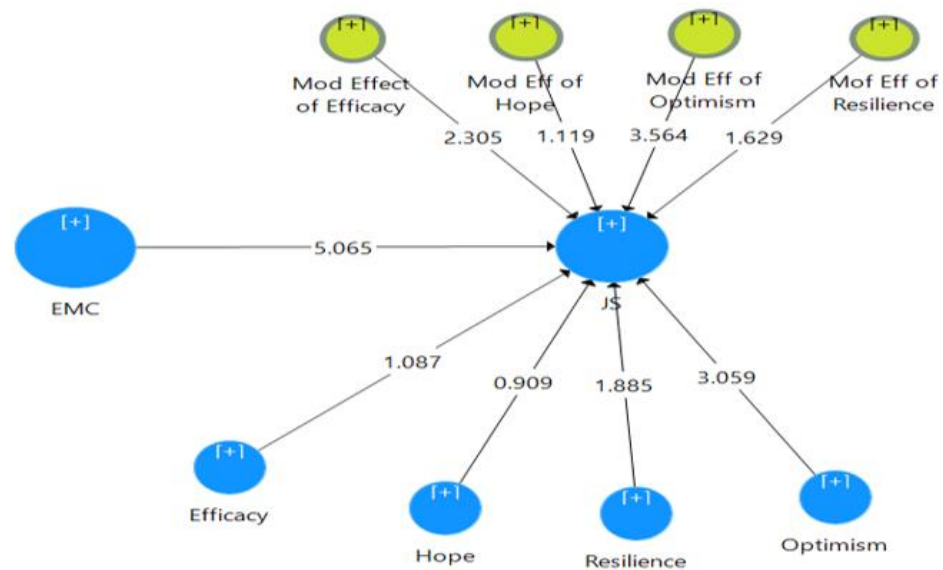 [+]
[+]
[+]
[+]
Mod Effect
of Efficacy
Mod Eff of
Hope
Mod Eff of
Optimism
Mof Eff of
Resilience
2.305
1.119
3.564
1.629
[+]
EMC
5.065
[+]
JS
1.087
0.909
1.885
3.059
[+]
Efficacy
[+]
Hope
[+]
Resilience
[+]
Optimism